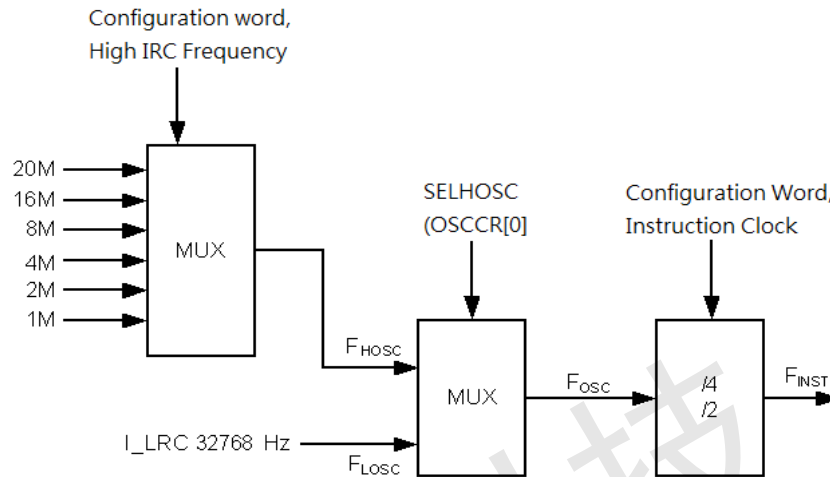 Configuration word,
High IRC Frequency
20M
16M
8M
4M
2M
1M
MUX
SELHOSC
(OSCCR[0]
Configuration Word,
Instruction Clock
FHOSC
MUX
FOSC
/4
/2
FINST
I_LRC 32768 Hz
FLOSC
技